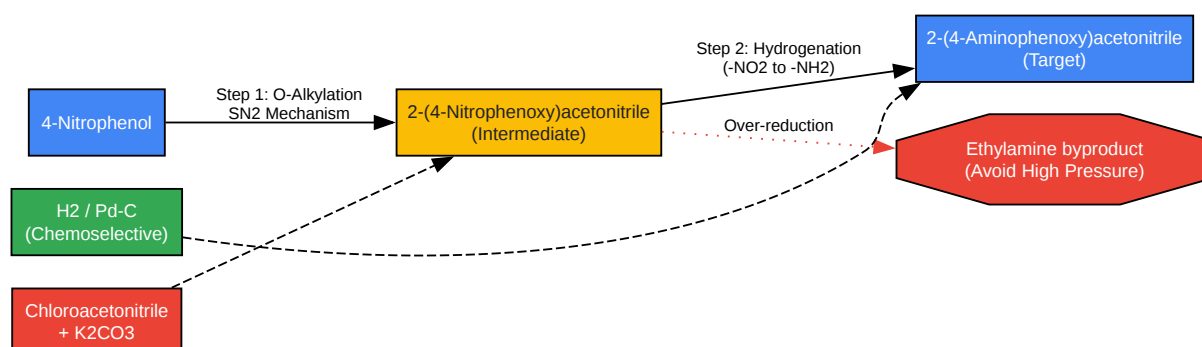 4-Nitrophenol
Step 1: O-Alkylation
SN2 Mechanism
2-(4-Nitrophenoxy)acetonitrile
(Intermediate)
Step 2: Hydrogenation
(-NO2 to -NH2)
2-(4-Aminophenoxy)acetonitrile
(Target)
Over-reduction
Ethylamine byproduct
(Avoid High Pressure)
H2 / Pd-C
(Chemoselective)
Chloroacetonitrile
+ K2CO3